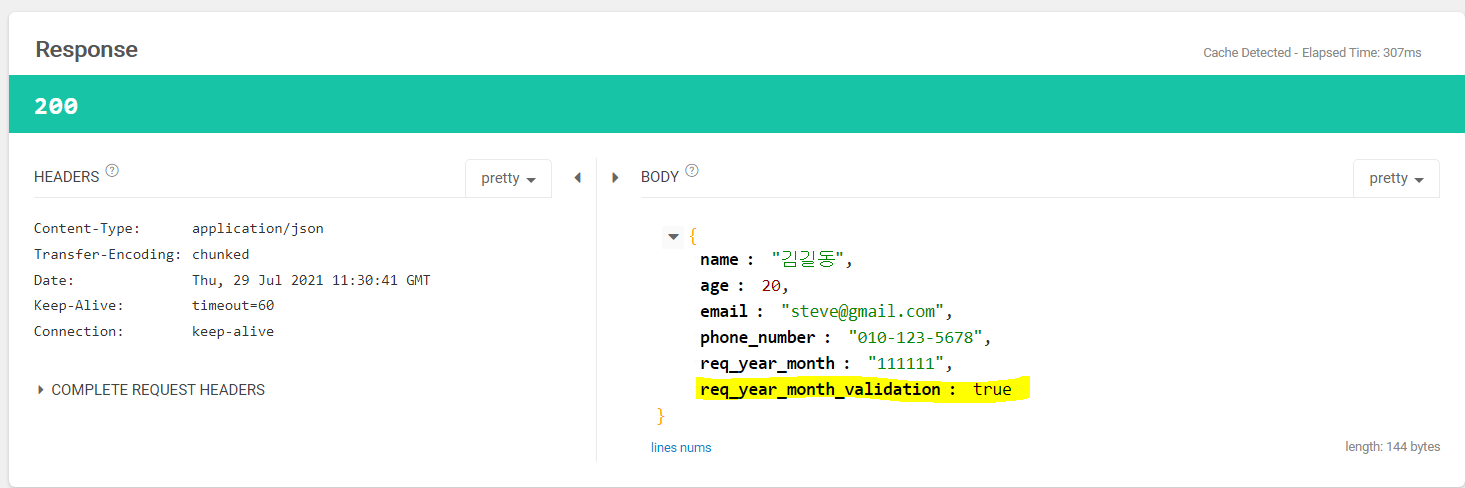 Response
Cache Detected - Elapsed Time: 307ms
200
HEADERS ?
pretty
Content-Type: application/json
Transfer-Encoding: chunked
Date: Thu, 29 Jul 2021 11:30:41 GMT
Keep-Alive: timeout=60
Connection: keep-alive
COMPLETE REQUEST HEADERS
BODY ?
pretty
{
name : "김길동",
age : 20,
email : "steve@gmail.com",
phone_number : "010-123-5678",
req_year_month : "111111",
req_year_month_validation : true
}
lines nums
length: 144 bytes